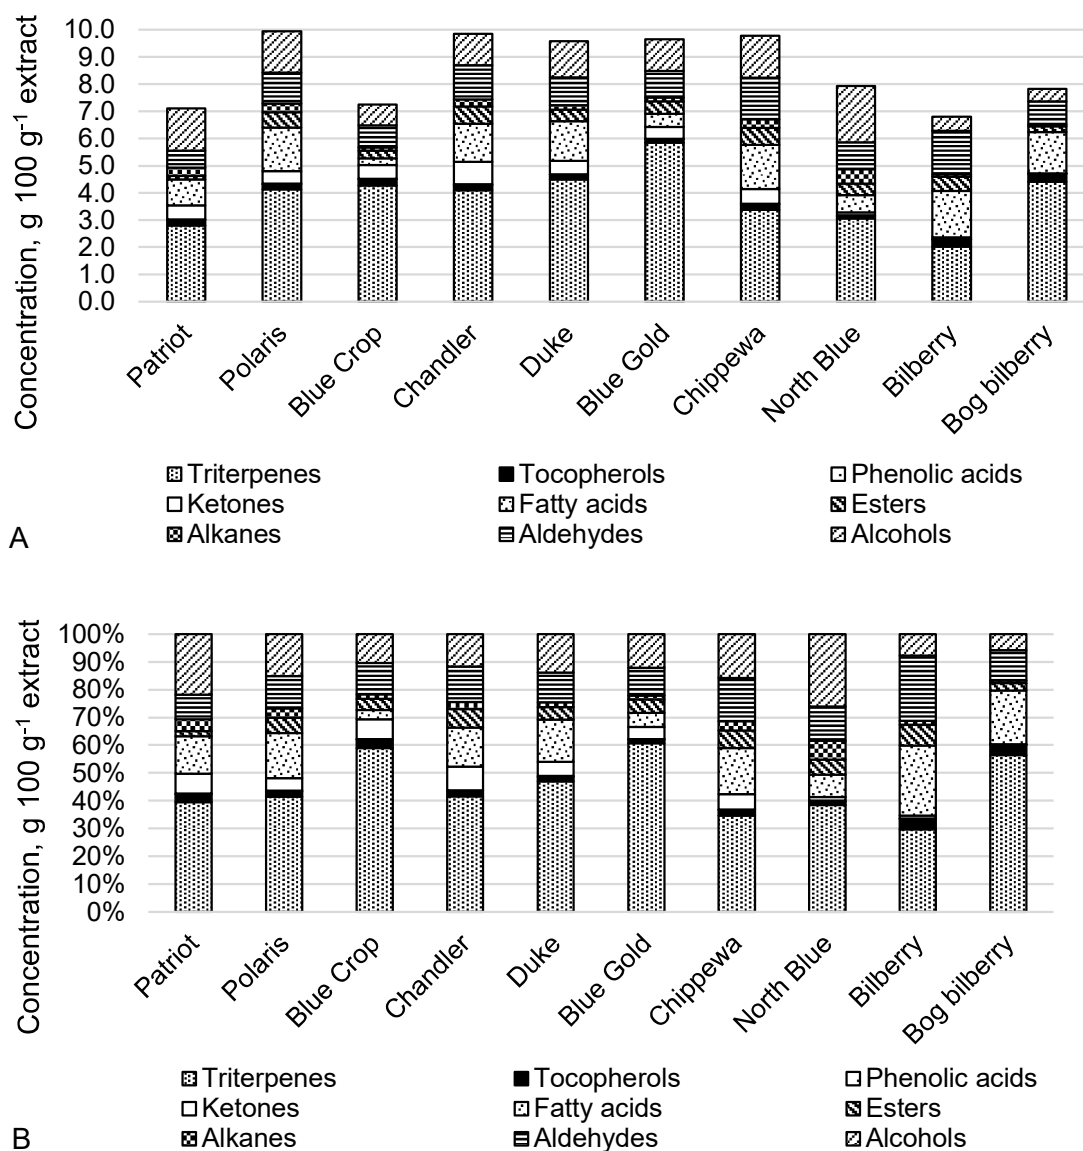 Concentration, g 100 g⁻¹ extract
10.0
9.0
8.0
7.0
6.0
5.0
4.0
3.0
2.0
1.0
0.0
Patriot
Polaris
Blue Crop
Chandler
Duke
Blue Gold
Chippewa
North Blue
Bilberry
Bog bilberry
Triterpenes Tocopherols Phenolic acids
Ketones Fatty acids Esters
Alkanes Aldehydes Alcohols
A
Concentration, g 100 g⁻¹ extract
100%
90%
80%
70%
60%
50%
40%
30%
20%
10%
0%
Patriot
Polaris
Blue Crop
Chandler
Duke
Blue Gold
Chippewa
North Blue
Bilberry
Bog bilberry
Triterpenes Tocopherols Phenolic acids
Ketones Fatty acids Esters
Alkanes Aldehydes Alcohols
B